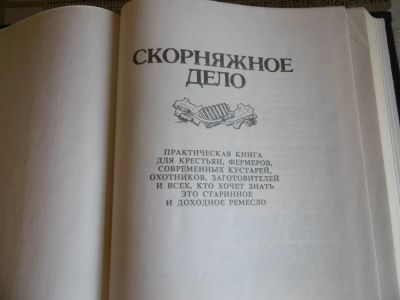 СКОРНЯЖНОЕ
ДЕЛО
ПРАКТИЧЕСКАЯ КНИГА
ДЛЯ КРЕСТЬЯН, ФЕРМЕРОВ,
СОВРЕМЕННЫХ КУСТАРЕЙ,
ОХОТНИКОВ, ЗАГОТОВИТЕЛЕЙ
И ВСЕХ, КТО ХОЧЕТ ЗНАТЬ
ЭТО СТАРИННОЕ
И ДОХОДНОЕ РЕМЕСЛО